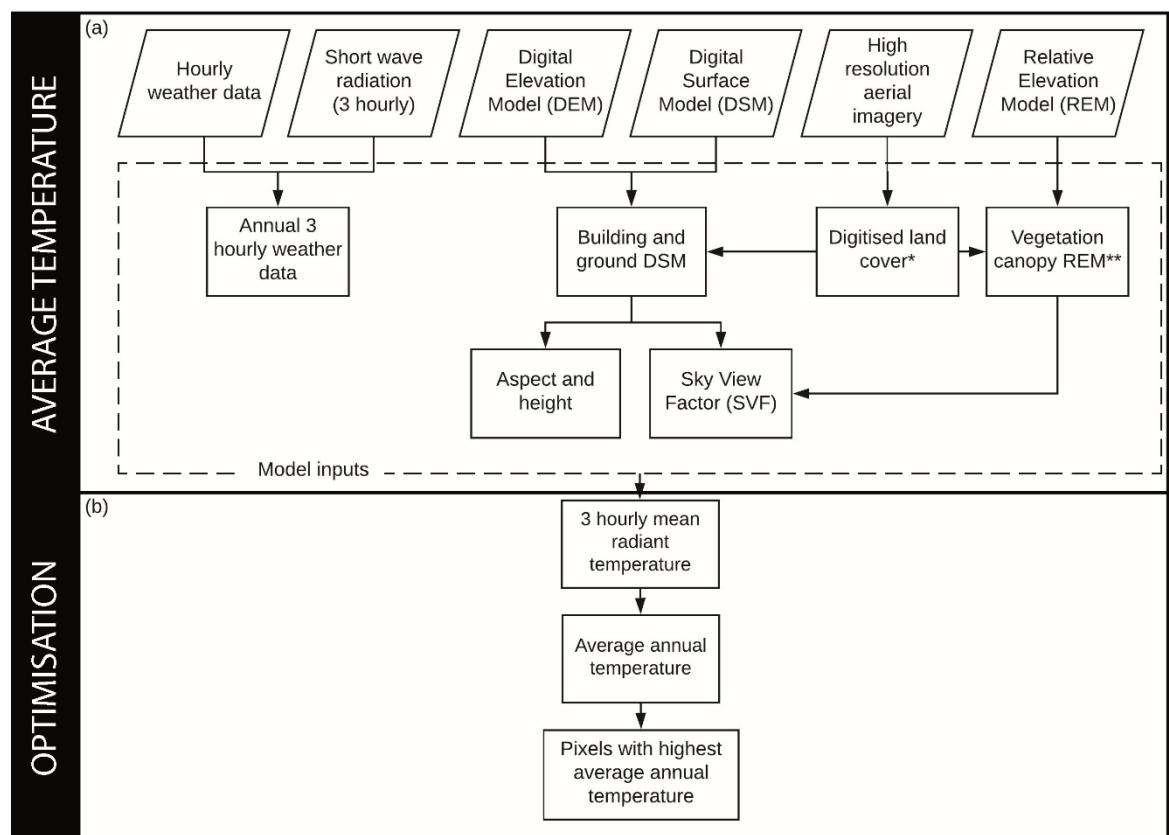 AVERAGE TEMPERATURE
(a)
Hourly
weather data
Short wave
radiation
(3 hourly)
Digital
Elevation
Model (DEM)
Digital
Surface
Model (DSM)
High
resolution
aerial
imagery
Relative
Elevation
Model (REM)
Annual 3
hourly weather
data
Building and
ground DSM
Digitised land
cover*
Vegetation
canopy REM**
Aspect and
height
Sky View
Factor (SVF)
Model inputs
OPTIMISATION
(b)
3 hourly mean
radiant
temperature
Average annual
temperature
Pixels with highest
average annual
temperature